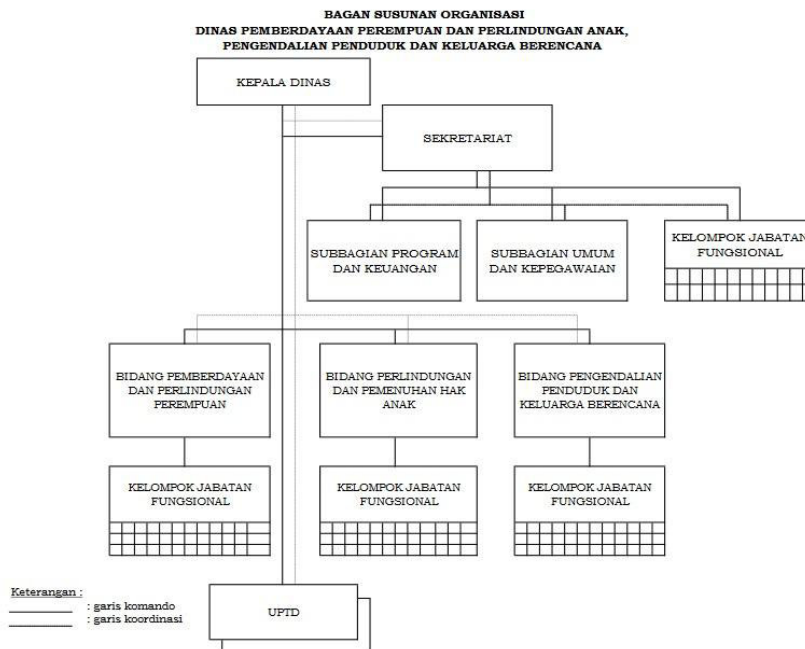 BAGAN SUSUNAN ORGANISASI
DINAS PEMBERDAYAAN PEREMPUAN DAN PERLINDUNGAN ANAK,
PENGENDALIAN PENDUDUK DAN KELUARGA BERENCANA
KEPALA DINAS
SEKRETARIAT
SUBBAGIAN PROGRAM
DAN KEUANGAN
SUBBAGIAN UMUM
DAN KEPEGAWAIAN
KELOMPOK JABATAN
FUNGSIONAL
BIDANG PEMBERDAYAAN
DAN PERLINDUNGAN
PEREMPUAN
BIDANG PERLINDUNGAN
DAN PEMENUHAN HAK
ANAK
BIDANG PENGENDALIAN
PENDUDUK DAN
KELUARGA BERENCANA
KELOMPOK JABATAN
FUNGSIONAL
KELOMPOK JABATAN
FUNGSIONAL
KELOMPOK JABATAN
FUNGSIONAL
Keterangan :
: garis komando
: garis koordinasi
UPTD